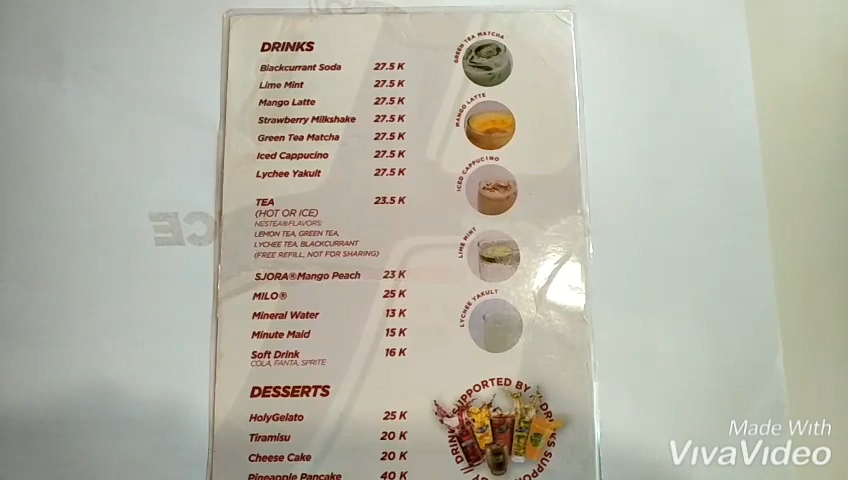 DRINKS
Blackcurrant Soda 27.5 K
Lime Mint 27.5 K
Mango Latte 27.5 K
Strawberry Milkshake 27.5 K
Green Tea Matcha 27.5 K
Iced Cappucino 27.5 K
Lychee Yakult 27.5 K
TEA 23.5 K
(HOT OR ICE)
NESTEA®FLAVORS:
LEMON TEA, GREEN TEA,
LYCHEE TEA, BLACKCURRANT
(FREE REFILL, NOT FOR SHARING)
SJORA®Mango Peach 23 K
MILO® 25 K
Mineral Water 13 K
Minute Maid 15 K
Soft Drink 16 K
COLA, FANTA, SPRITE
DESSERTS
HolyGelato 25 K
Tiramisu 20 K
Cheese Cake 20 K
Pineapple Pancake 40 K
GREEN TEA MATCHA
MANGO LATTE
ICED CAPPUCINO
LIME MINT
LYCHEE YAKULT
// DRINKS SUPPORTED BY // DRINKS SUPPORTED BY
Made With
VivaVideo